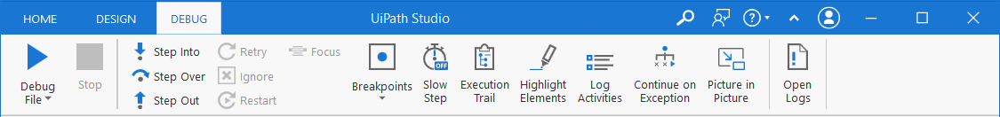 HOME DESIGN DEBUG UiPath Studio
Debug
File
Stop
Step Into
Step Over
Step Out
Retry
Ignore
Restart
Focus
Breakpoints
OFF
Slow
Step
Execution
Trail
Highlight
Elements
Log
Activities
Continue on
Exception
Picture in
Picture
Open
Logs